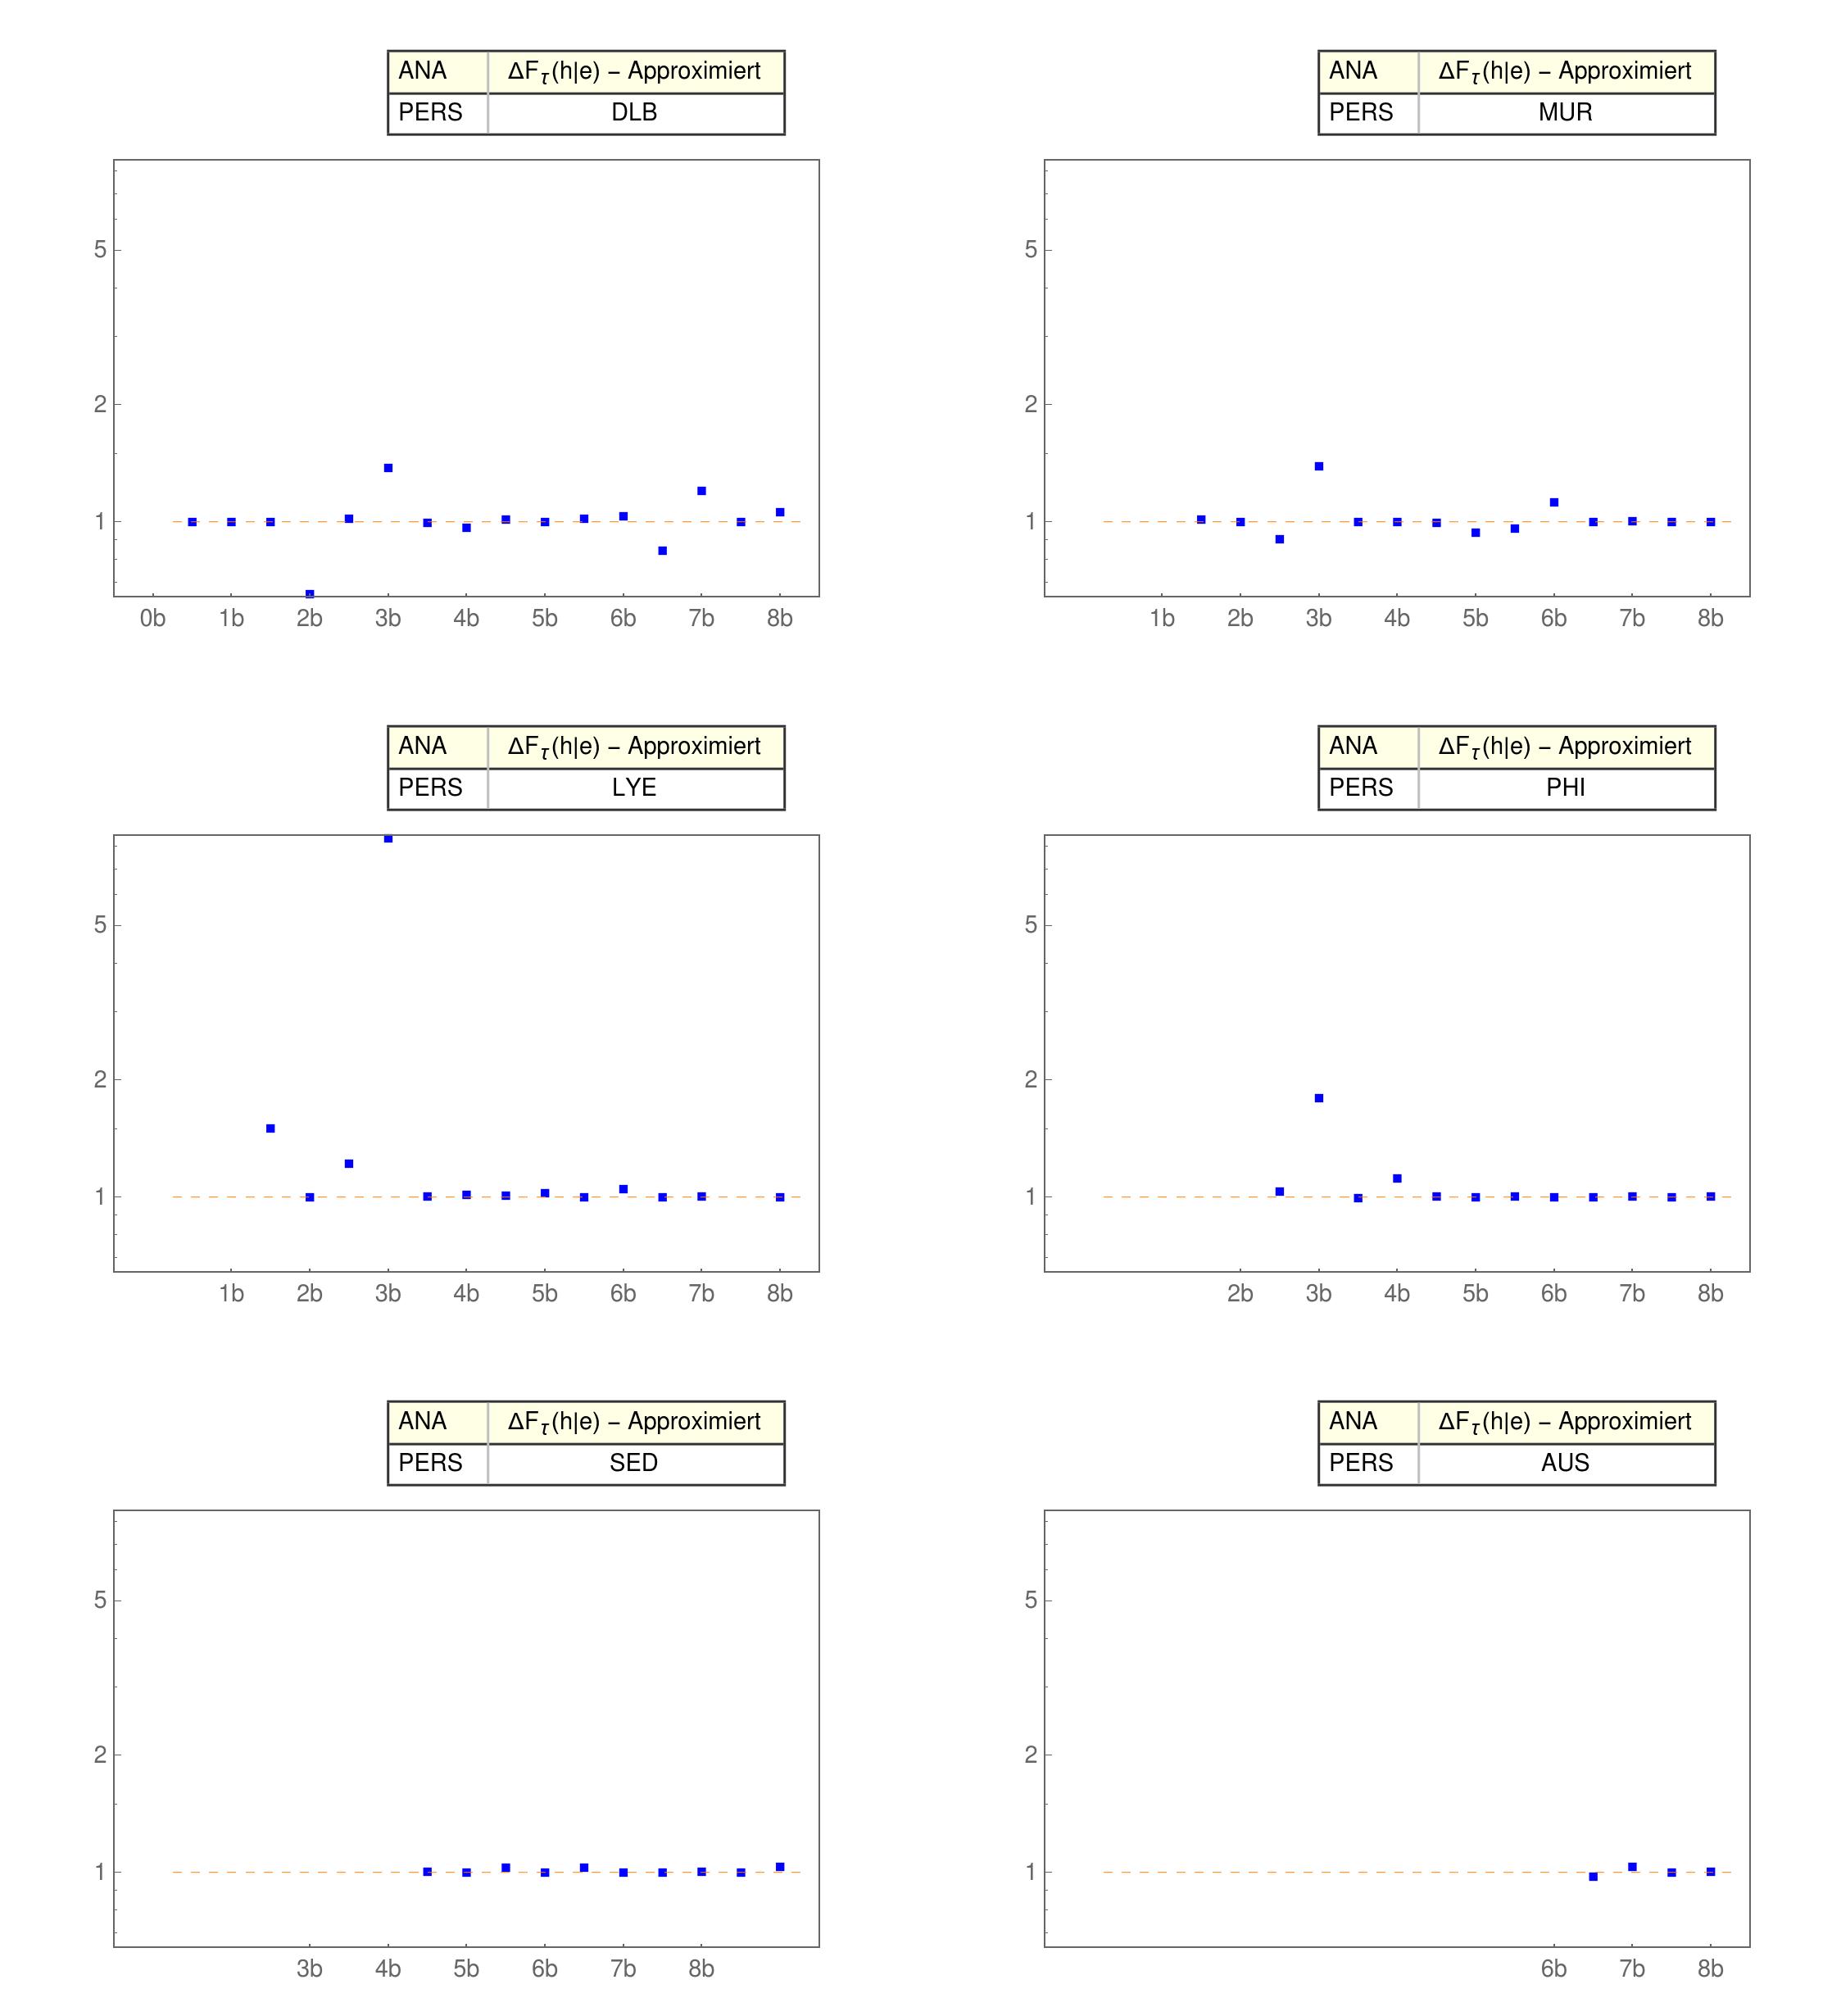 ANA ΔFτ(h|e) – Approximiert
PERS DLB
5
2
1
0b 1b 2b 3b 4b 5b 6b 7b 8b
ANA ΔFτ(h|e) – Approximiert
PERS MUR
5
2
1
1b 2b 3b 4b 5b 6b 7b 8b
ANA ΔFτ(h|e) – Approximiert
PERS LYE
5
2
1
1b 2b 3b 4b 5b 6b 7b 8b
ANA ΔFτ(h|e) – Approximiert
PERS PHI
5
2
1
2b 3b 4b 5b 6b 7b 8b
ANA ΔFτ(h|e) – Approximiert
PERS SED
5
2
1
3b 4b 5b 6b 7b 8b
ANA ΔFτ(h|e) – Approximiert
PERS AUS
5
2
1
6b 7b 8b